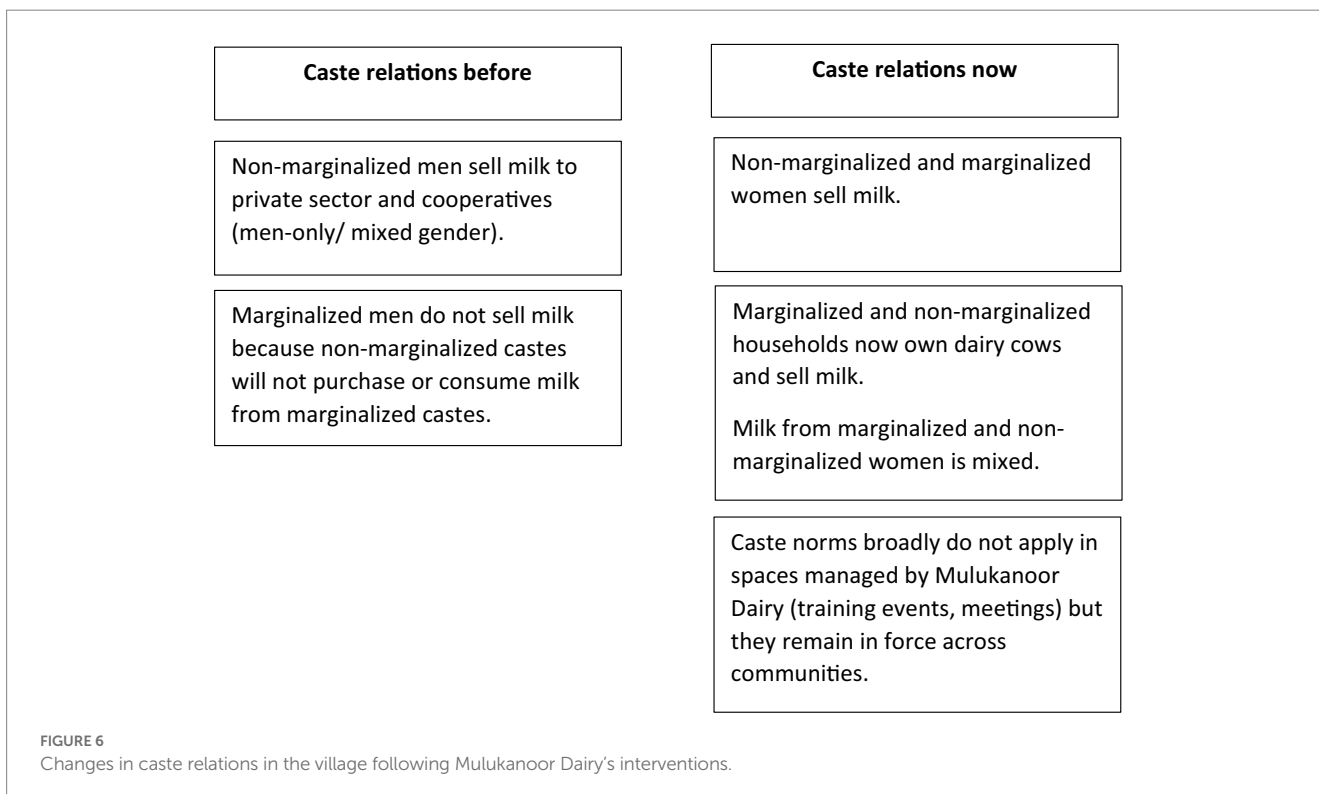 Caste relations before
Non-marginalized men sell milk to
private sector and cooperatives
(men-only/ mixed gender).
Marginalized men do not sell milk
because non-marginalized castes
will not purchase or consume milk
from marginalized castes.
Caste relations now
Non-marginalized and marginalized
women sell milk.
Marginalized and non-marginalized
households now own dairy cows
and sell milk.
Milk from marginalized and non-
marginalized women is mixed.
Caste norms broadly do not apply in
spaces managed by Mulukanoor
Dairy (training events, meetings) but
they remain in force across
communities.
FIGURE 6
Changes in caste relations in the village following Mulukanoor Dairy's interventions.